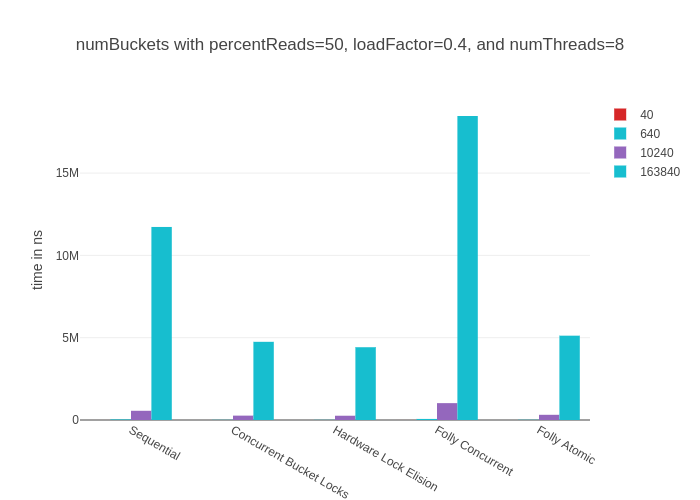 numBuckets with percentReads=50, loadFactor=0.4, and numThreads=8
40
640
10240
163840
15M
10M
5M
0
time in ns
Sequential
Concurrent Bucket Locks
Hardware Lock Elision
Folly Concurrent
Folly Atomic